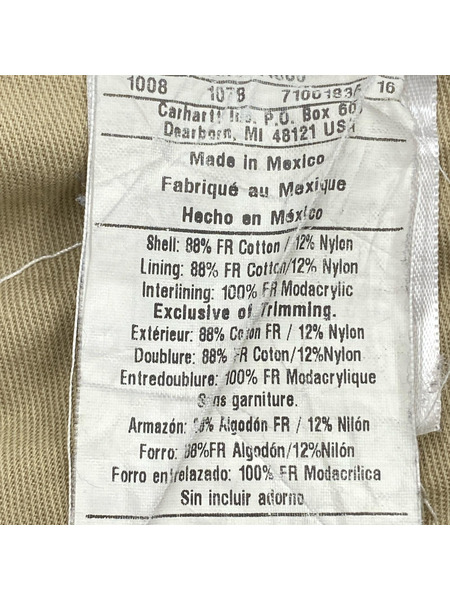 1008 1078 71001834 16
Carhartt Inc. P.O. Box 60
Dearborn, MI 48121 USA
Made in Mexico
Fabriqué au Mexique
Hecho en México
Shell: 88% FR Cotton / 12% Nylon
Lining: 88% FR Cotton/12% Nylon
Interlining: 100% FR Modacrylic
Exclusive of Trimming.
Extérieur: 88% Coton FR / 12% Nylon
Doublure: 88% FR Coton/12%Nylon
Entredoublure: 100% FR Modacrylique
Sans garniture.
Armazón: 88% Algodón FR / 12% Nilón
Forro: 88%FR Algodón/12%Nilón
Forro entrelazado: 100% FR Modacrilica
Sin incluir adorno